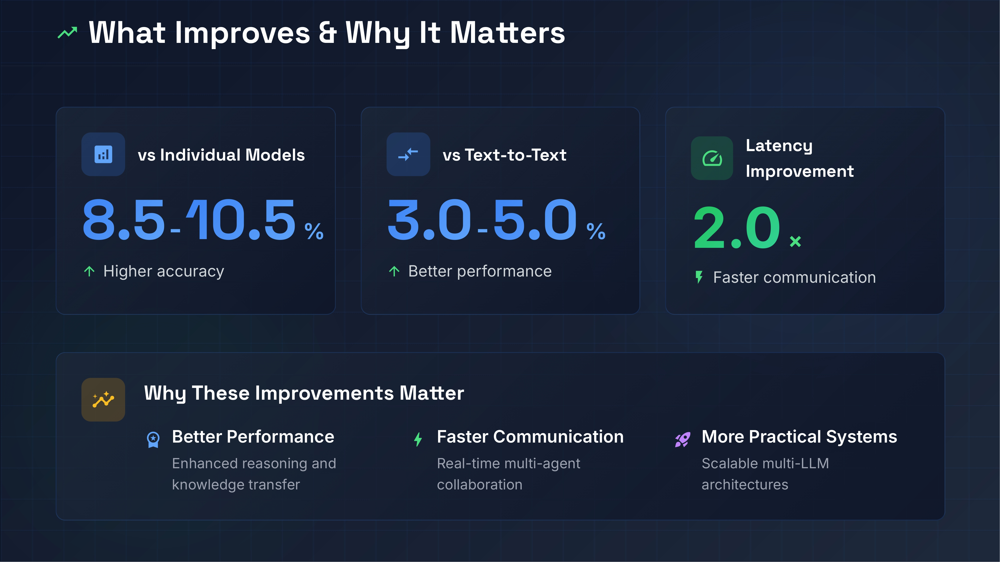 What Improves & Why It Matters
vs Individual Models
8.5-10.5 %
Higher accuracy
vs Text-to-Text
3.0-5.0 %
Better performance
Latency
Improvement
2.0 ×
Faster communication
Why These Improvements Matter
Better Performance
Enhanced reasoning and
knowledge transfer
Faster Communication
Real-time multi-agent
collaboration
More Practical Systems
Scalable multi-LLM
architectures